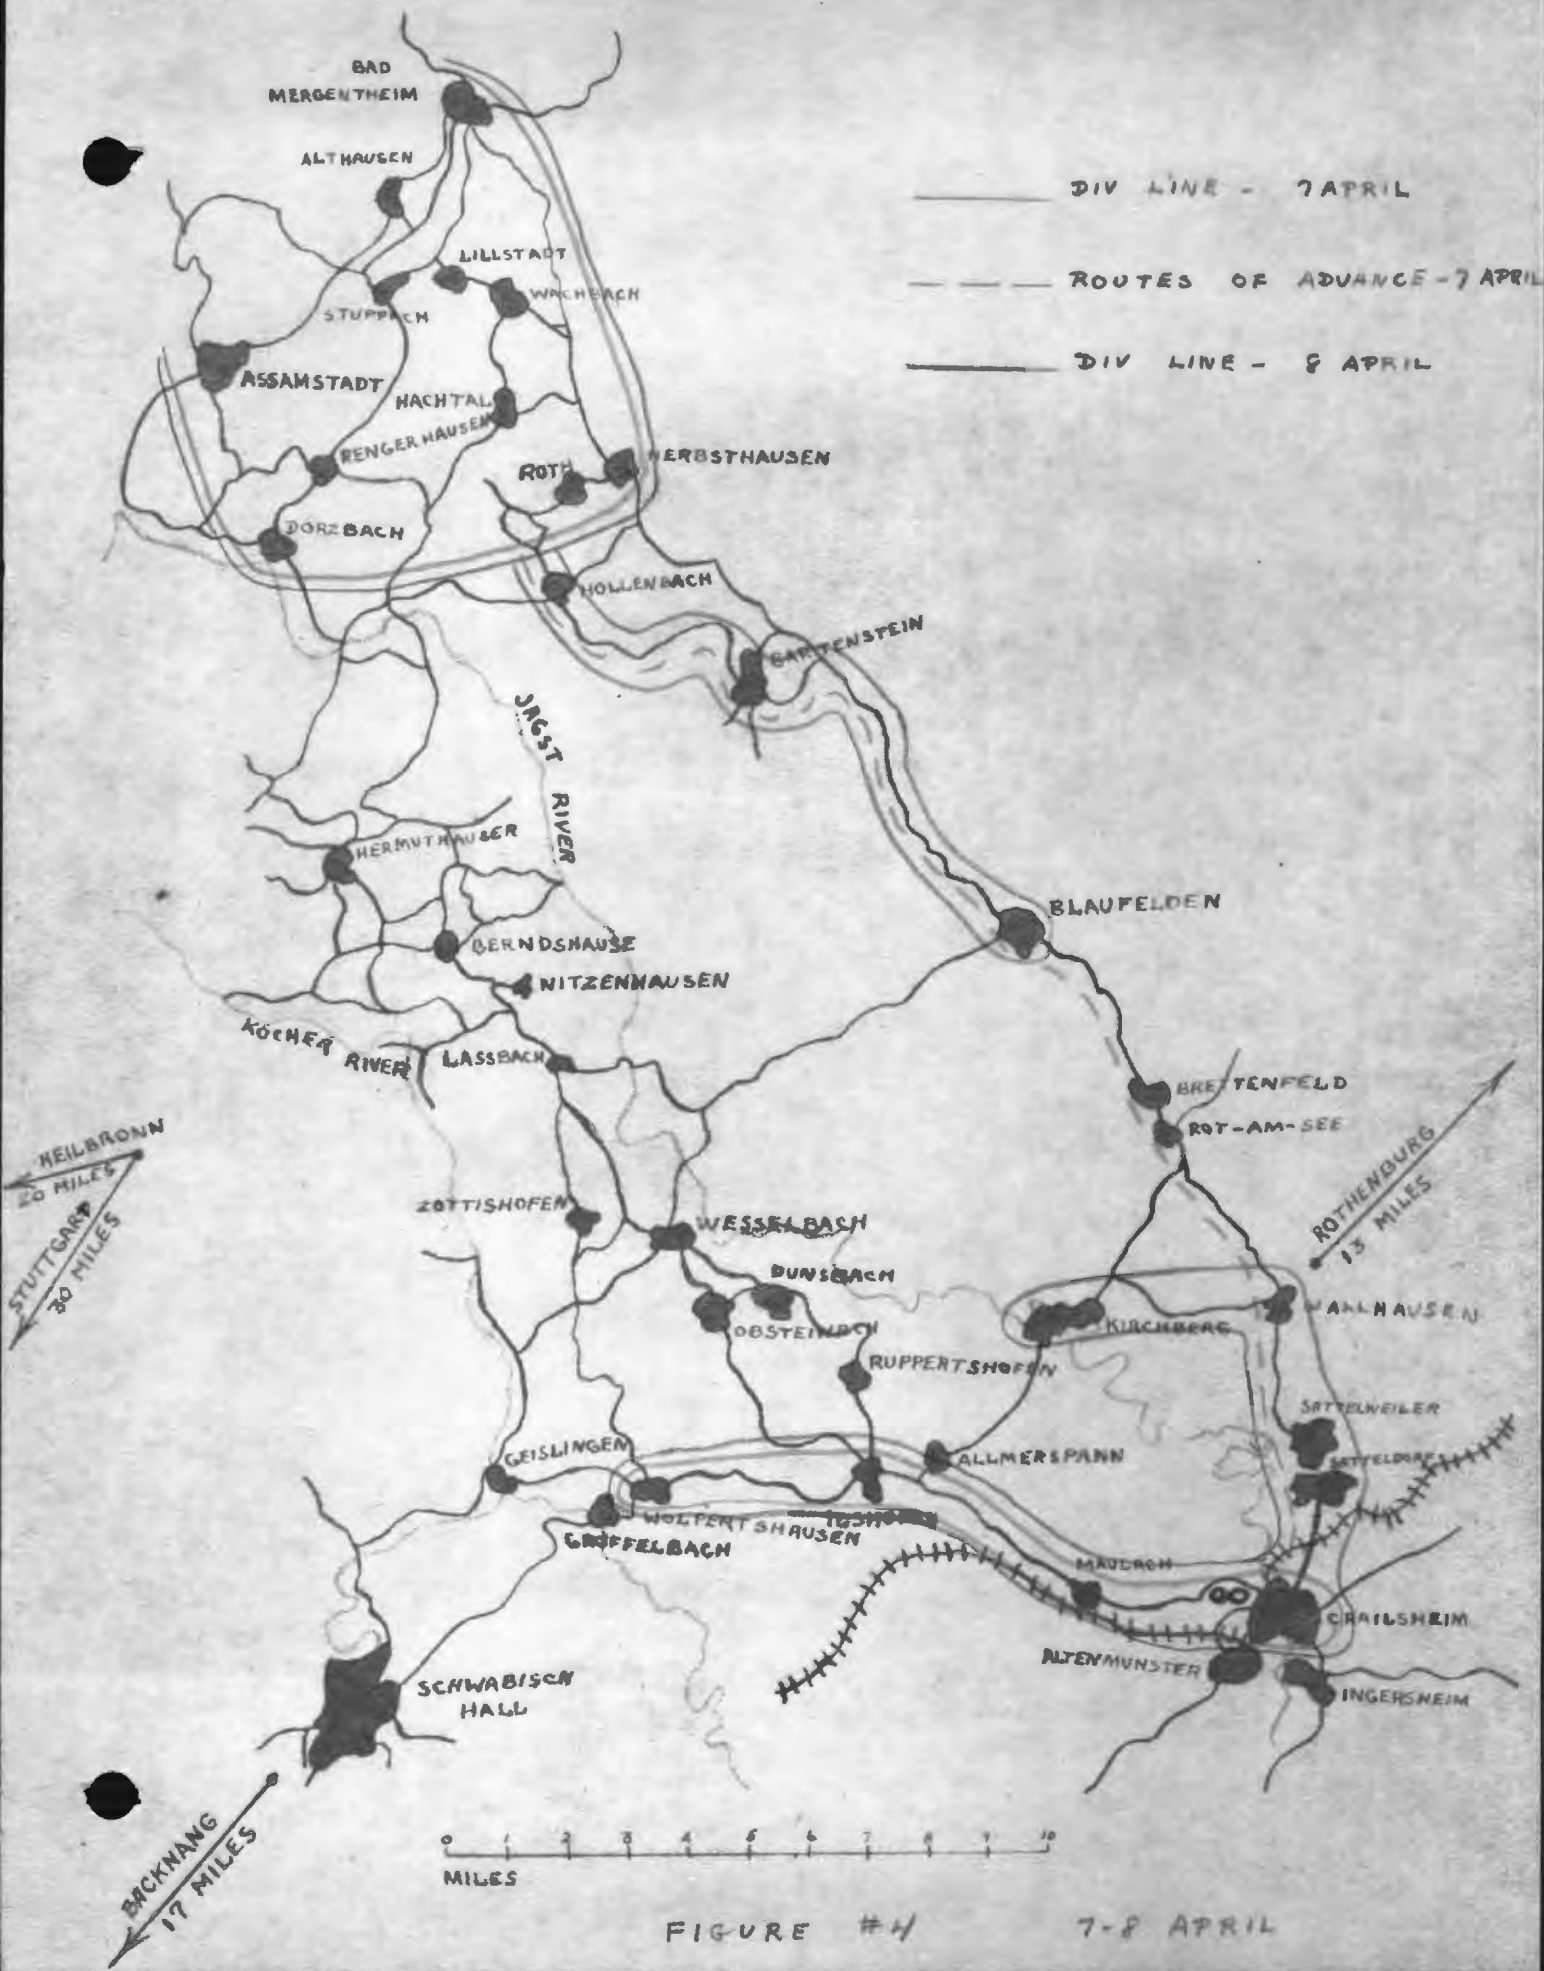 BAD
MERGENTHEIM
ALTHAUSEN
DIV LINE - 7 APRIL
LILLSTADT
ROUTES OF ADVANCE - 7 APRIL
WACHBACH
STUPPACH
DIV LINE - 8 APRIL
ASSAMSTADT
HACHTAL
RENGERHAUSEN
HERBSTHAUSEN
ROTH
DORZBACH
HOLLENBACH
BARTENSTEIN
JAGST RIVER
HERMUTHAUSER
BLAUFELDEN
BERNDSHAUSE
NITZENHAUSEN
KÖCHER RIVER
LASSBACH
BRETTENFELD
ROT-AM-SEE
HEILBRONN
20 MILES
STUTTGART
30 MILES
ROTHENBURG
13 MILES
ZOTTISHOFEN
WESSELBACH
DUNSBACH
OBSTEINACH
KIRCHBERG
WALLHAUSEN
RUPPERTSHOFEN
SATTELWEILER
GEISLINGEN
ALLMERSPANN
SATTELDORF
WOLPERTSHAUSEN
GROFFELBACH
MAULACH
CRAILSHEIM
ALTENMUNSTER
INGERSHEIM
SCHWABISCH
HALL
BACKNANG
17 MILES
0 1 2 3 4 5 6 7 8 9 10
MILES
FIGURE #4 7-8 APRIL